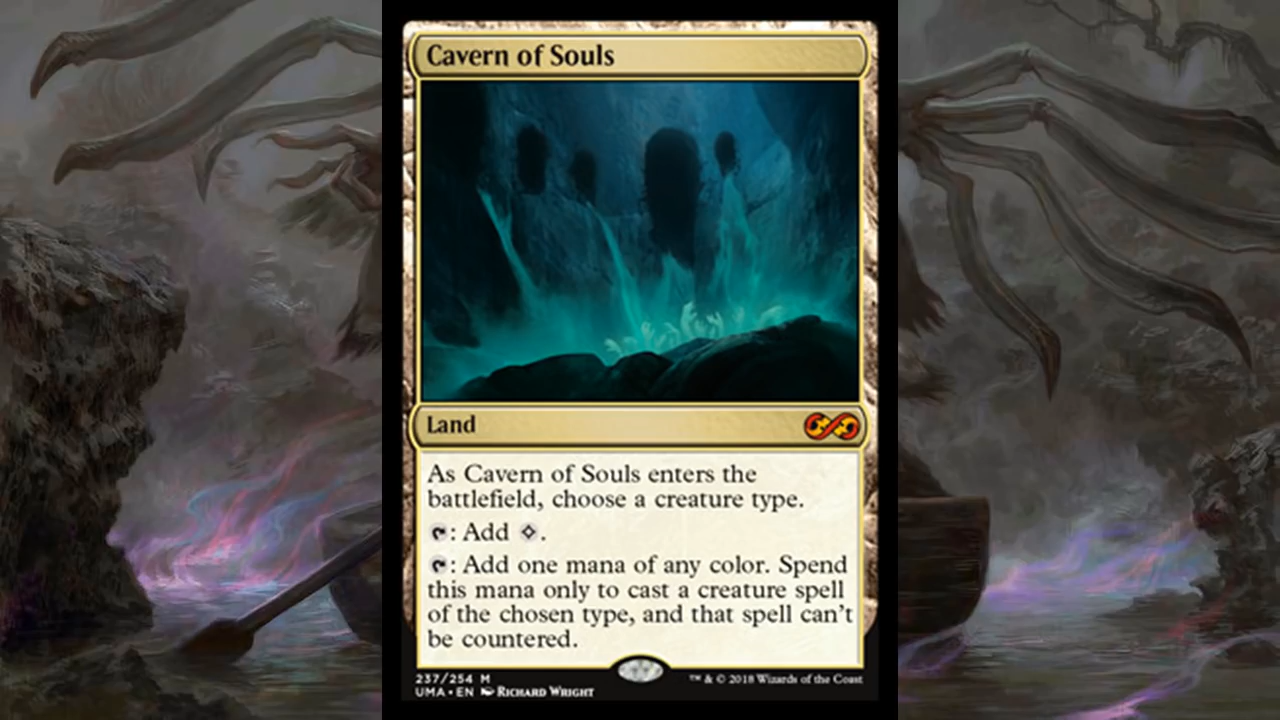 Cavern of Souls
Land
As Cavern of Souls enters the
battlefield, choose a creature type.
: Add .
: Add one mana of any color. Spend
this mana only to cast a creature spell
of the chosen type, and that spell can't
be countered.
237/254 M
UMA • EN Richard Wright
™ & © 2018 Wizards of the Coast